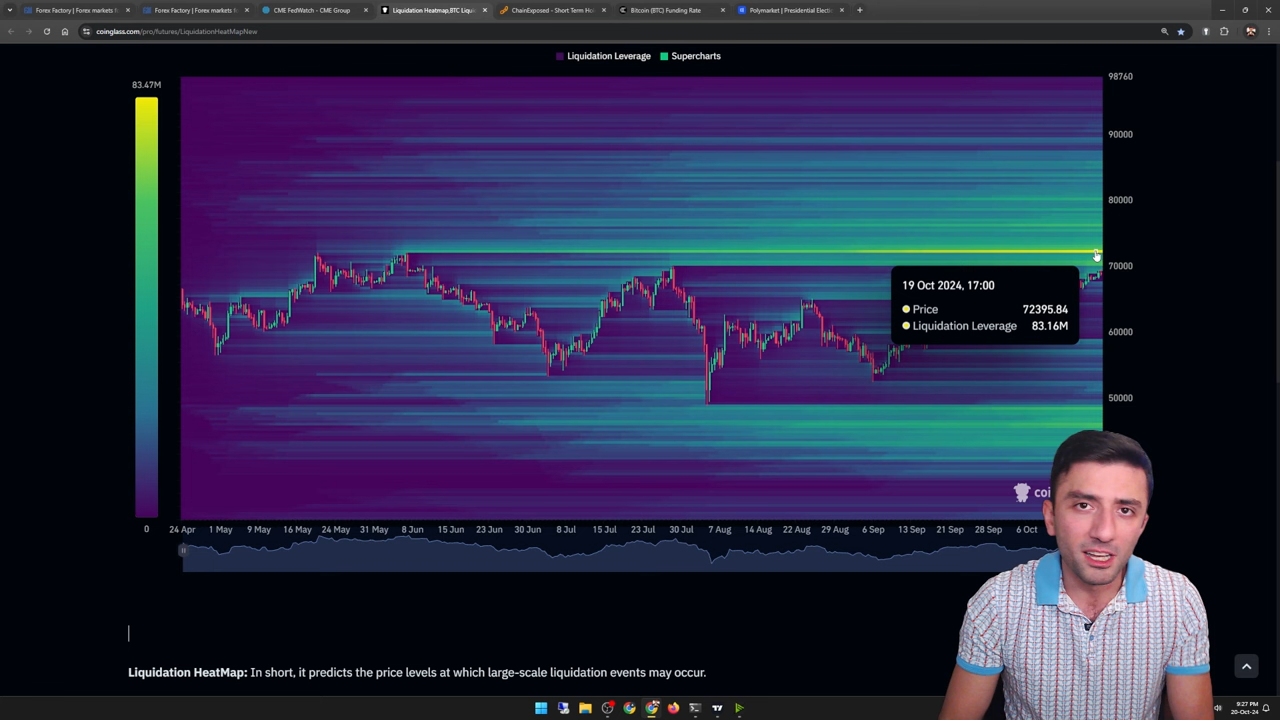 Forex Factory | Forex markets f
Forex Factory | Forex markets f
CME FedWatch - CME Group
Liquidation Heatmap,BTC Liqui
ChainExposed - Short Term Ho
Bitcoin (BTC) Funding Rate
Polymarket | Presidential Electi
coinglass.com/pro/futures/LiquidationHeatMapNew
Liquidation Leverage Supercharts
83.47M
98760
90000
80000
70000
19 Oct 2024, 17:00
Price 72395.84
Liquidation Leverage 83.16M
60000
50000
coi
0
24 Apr 1 May 9 May 16 May 24 May 31 May 8 Jun 15 Jun 23 Jun 30 Jun 8 Jul 15 Jul 23 Jul 30 Jul 7 Aug 14 Aug 22 Aug 29 Aug 6 Sep 13 Sep 21 Sep 28 Sep 6 Oct
Liquidation HeatMap: In short, it predicts the price levels at which large-scale liquidation events may occur.
9:27 PM
20-Oct-24